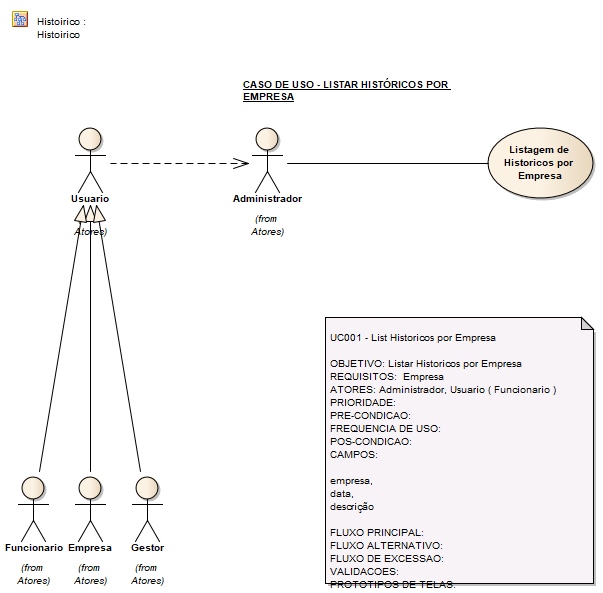 Histoirico :
Histoirico
CASO DE USO - LISTAR HISTÓRICOS POR
EMPRESA
Listagem de
Historicos por
Empresa
Usuario
Administrador
Atores)
(from
Atores)
UC001 - List Historicos por Empresa
OBJETIVO: Listar Historicos por Empresa
REQUISITOS:  Empresa
ATORES: Administrador, Usuario ( Funcionario )
PRIORIDADE:
PRE-CONDICAO:
FREQUENCIA DE USO:
POS-CONDICAO:
CAMPOS:
empresa,
data,
descrição
FLUXO PRINCIPAL:
FLUXO ALTERNATIVO:
FLUXO DE EXCESSAO:
VALIDACOES:
PROTOTIPOS DE TELAS:
Funcionario
Empresa
Gestor
(from
Atores)
(from
Atores)
(from
Atores)